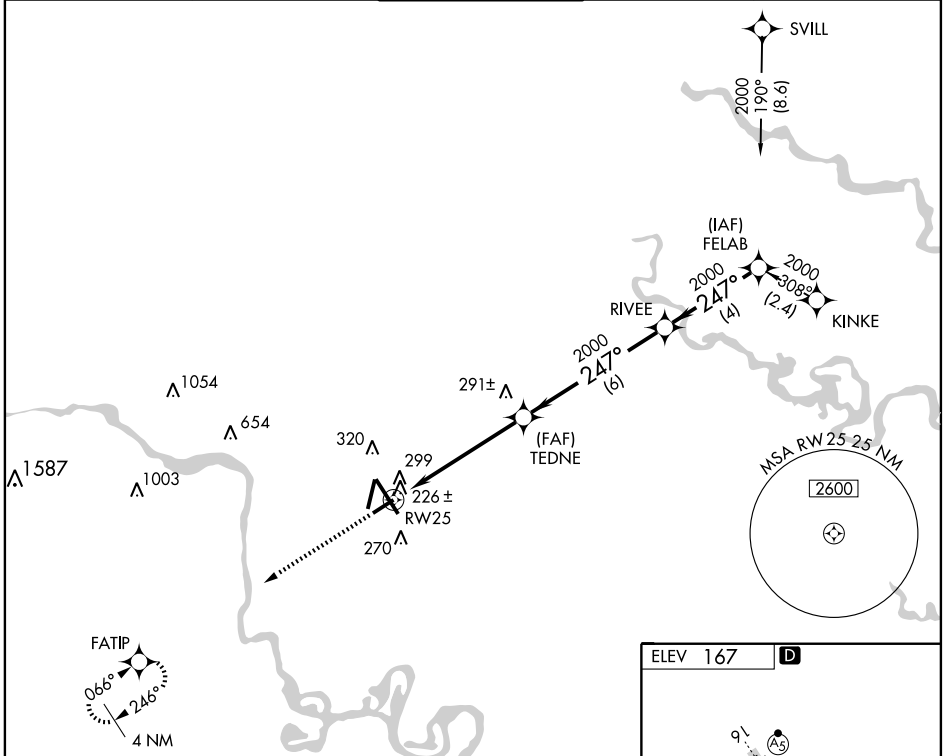 SVILL
2000
190°
(8.6)
(IAF)
FELAB
2000
308°
(2.4)
KINKE
2000
247°
(4)
RIVEE
2000
247°
(6)
291±
(FAF)
TEDNE
1054
654
320
299
1587
1003
226 ±
RW25
270
MSA RW 25 25 NM
2600
FATIP
066°
246°
4 NM
ELEV 167 D
16
A5